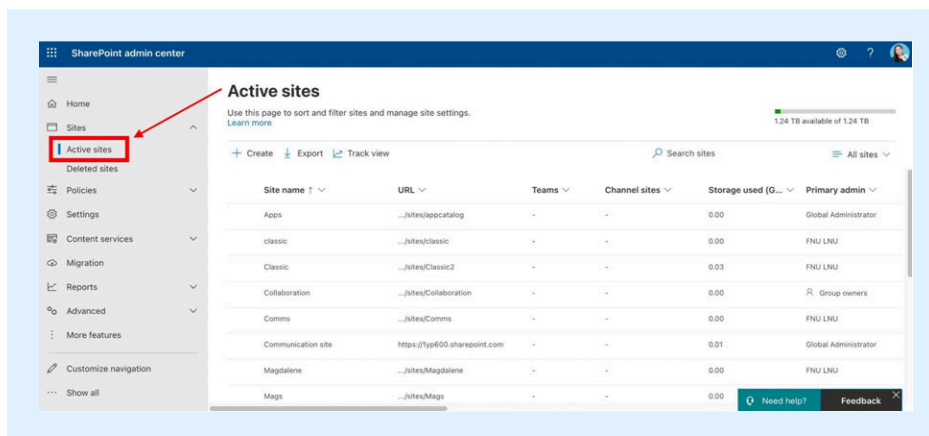 SharePoint admin center
?
Home
Sites
Active sites
Deleted sites
Policies
Settings
Content services
Migration
Reports
Advanced
More features
Customize navigation
Show all
Active sites
Use this page to sort and filter sites and manage site settings.
Learn more
1.24 TB available of 1.24 TB
+ Create Export Track view Search sites All sites
Site name ↑ URL Teams Channel sites Storage used (G... Primary admin
Apps .../sites/appcatalog - - 0.00 Global Administrator
classic .../sites/classic - - 0.00 FNU LNU
Classic .../sites/Classic2 - - 0.03 FNU LNU
Collaboration .../sites/Collaboration - - 0.00 Group owners
Comms .../sites/Comms - - 0.00 FNU LNU
Communication site https://1yp600.sharepoint.com - - 0.01 Global Administrator
Magdalene .../sites/Magdalene - - 0.00 FNU LNU
Mags .../sites/Mags - - 0.00
Need help? Feedback